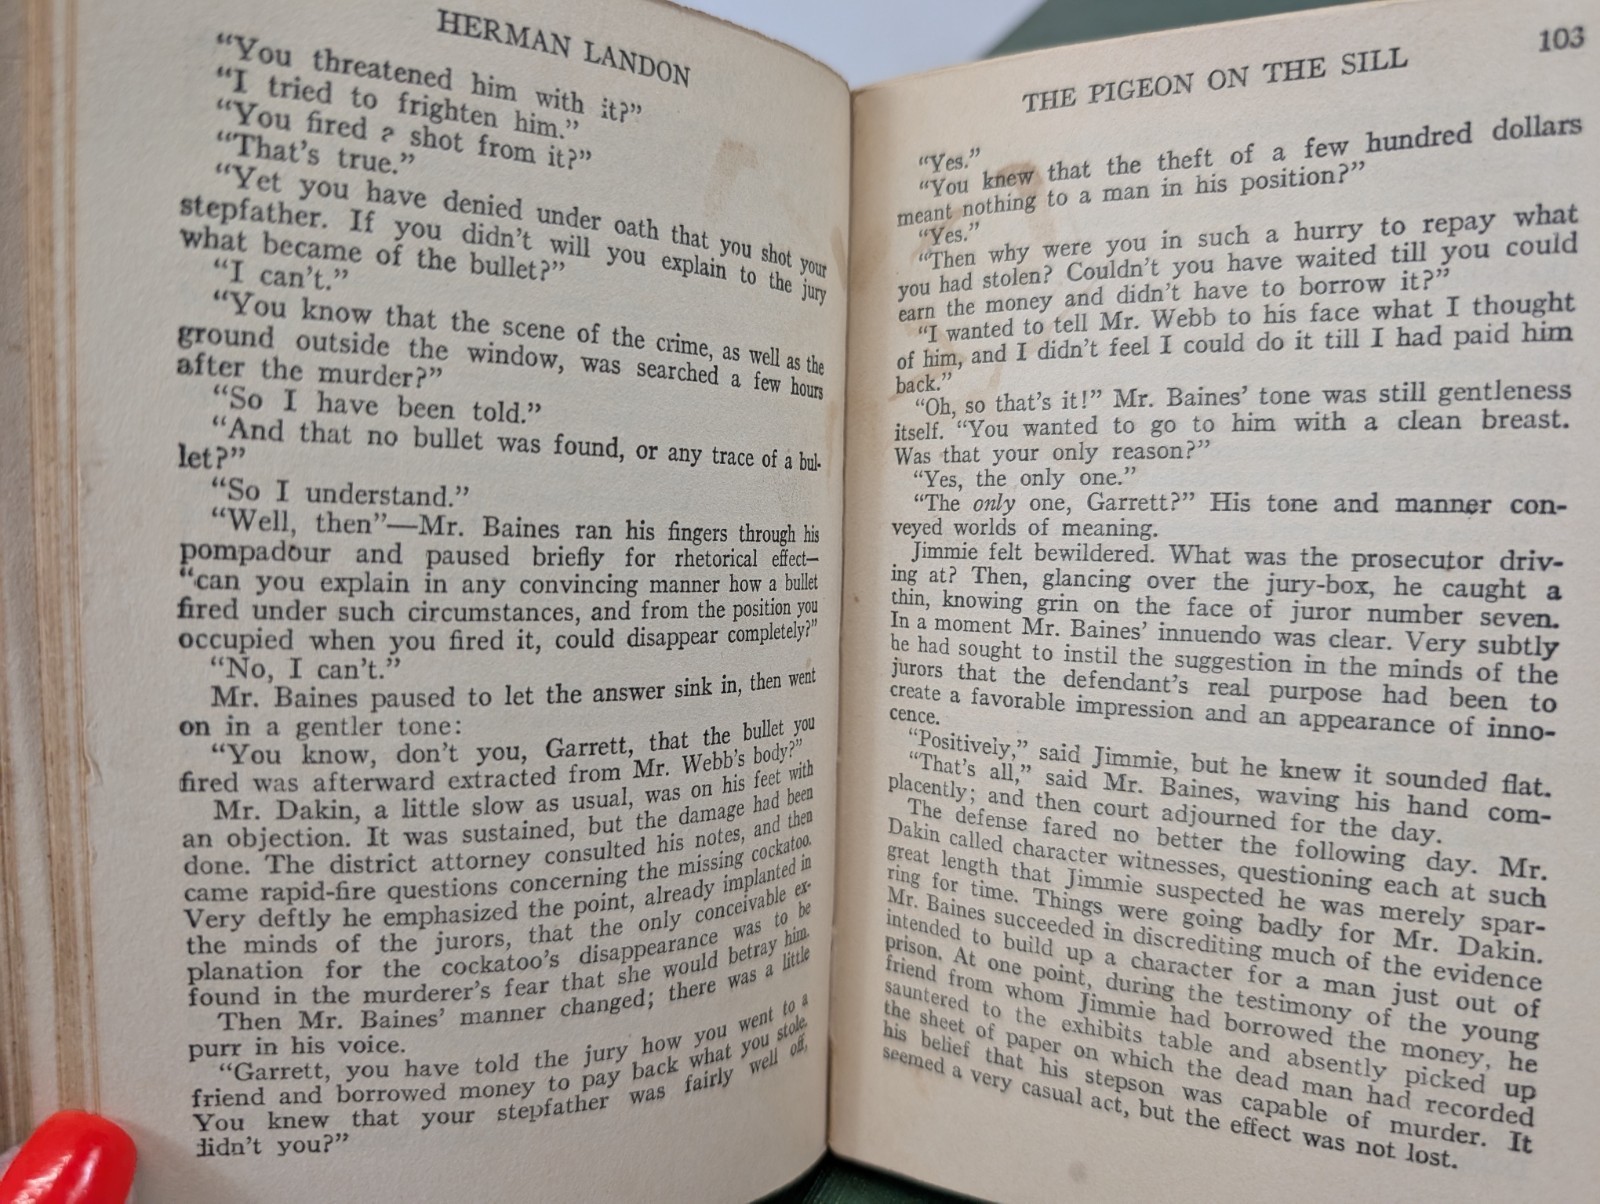 HERMAN LANDON
“You threatened him with it?”
“I tried to frighten him.”
“You fired a shot from it?”
“That’s true.”
“Yet you have denied under oath that you shot your
stepfather. If you didn’t will you explain to the jury
what became of the bullet?”
“I can’t.”
“You know that the scene of the crime, as well as the
ground outside the window, was searched a few hours
after the murder?”
“So I have been told.”
“And that no bullet was found, or any trace of a bul-
let?”
“So I understand.”
“Well, then”—Mr. Baines ran his fingers through his
pompadour and paused briefly for rhetorical effect—
“can you explain in any convincing manner how a bullet
fired under such circumstances, and from the position you
occupied when you fired it, could disappear completely?”
“No, I can’t.”
Mr. Baines paused to let the answer sink in, then went
on in a gentler tone:
“You know, don’t you, Garrett, that the bullet you
fired was afterward extracted from Mr. Webb’s body?”
Mr. Dakin, a little slow as usual, was on his feet with
an objection. It was sustained, but the damage had been
done. The district attorney consulted his notes, and then
came rapid-fire questions concerning the missing cockatoo.
Very deftly he emphasized the point, already implanted in
the minds of the jurors, that the only conceivable ex-
planation for the cockatoo’s disappearance was to be
found in the murderer’s fear that she would betray him.
Then Mr. Baines’ manner changed; there was a little
purr in his voice.
“Garrett, you have told the jury how you went to a
friend and borrowed money to pay back what you stole.
You knew that your stepfather was fairly well off,
didn’t you?”
THE PIGEON ON THE SILL 103
“Yes.”
“You knew that the theft of a few hundred dollars
meant nothing to a man in his position?”
“Yes.”
“Then why were you in such a hurry to repay what
you had stolen? Couldn’t you have waited till you could
earn the money and didn’t have to borrow it?”
“I wanted to tell Mr. Webb to his face what I thought
of him, and I didn’t feel I could do it till I had paid him
back.”
“Oh, so that’s it!” Mr. Baines’ tone was still gentleness
itself. “You wanted to go to him with a clean breast.
Was that your only reason?”
“Yes, the only one.”
“The only one, Garrett?” His tone and manner con-
veyed worlds of meaning.
Jimmie felt bewildered. What was the prosecutor driv-
ing at? Then, glancing over the jury-box, he caught a
thin, knowing grin on the face of juror number seven.
In a moment Mr. Baines’ innuendo was clear. Very subtly
he had sought to instil the suggestion in the minds of the
jurors that the defendant’s real purpose had been to
create a favorable impression and an appearance of inno-
cence.
“Positively,” said Jimmie, but he knew it sounded flat.
“That’s all,” said Mr. Baines, waving his hand com-
placently; and then court adjourned for the day.
The defense fared no better the following day. Mr.
Dakin called character witnesses, questioning each at such
great length that Jimmie suspected he was merely spar-
ring for time. Things were going badly for Mr. Dakin.
Mr. Baines succeeded in discrediting much of the evidence
intended to build up a character for a man just out of
prison. At one point, during the testimony of the young
friend from whom Jimmie had borrowed the money, he
sauntered to the exhibits table and absently picked up
the sheet of paper on which the dead man had recorded
his belief that his stepson was capable of murder. It
seemed a very casual act, but the effect was not lost.